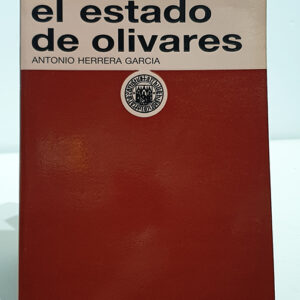 el estado
de olivares
ANTONIO HERRERA GARCIA